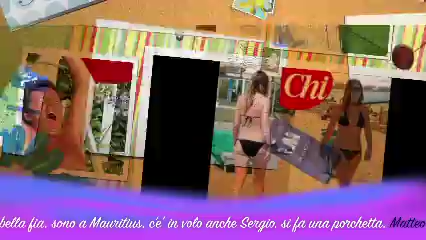 Chi
bella fia, sono a Mauritius, c'e' in volo anche Sergio, si fa una porchetta. Matteo